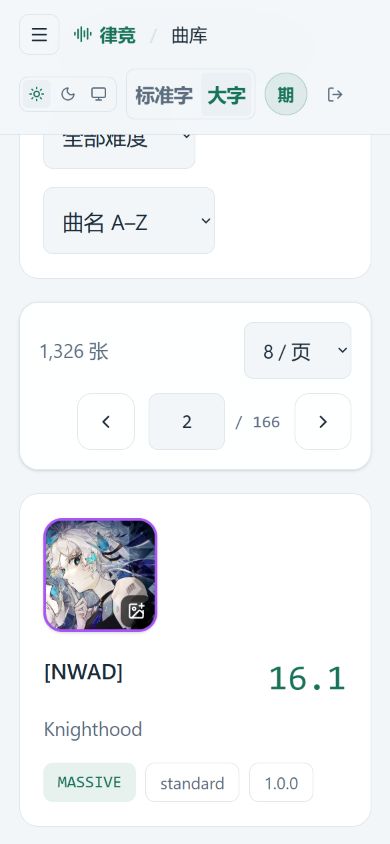 律竞 / 曲库
标准字 大字 期
全部难度
曲名 A–Z
1,326 张 8 / 页
2 / 166
[NWAD] 16.1
Knighthood
MASSIVE standard 1.0.0